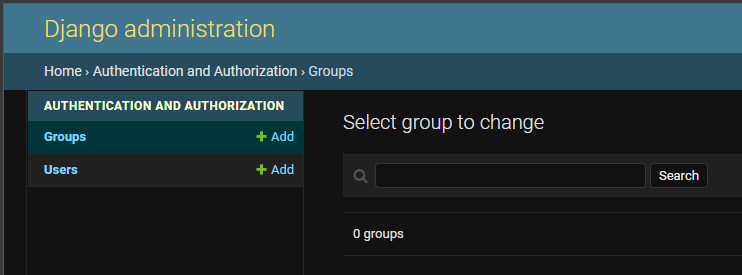 Django administration
Home › Authentication and Authorization › Groups
AUTHENTICATION AND AUTHORIZATION
Groups + Add
Users + Add
Select group to change
Search
0 groups